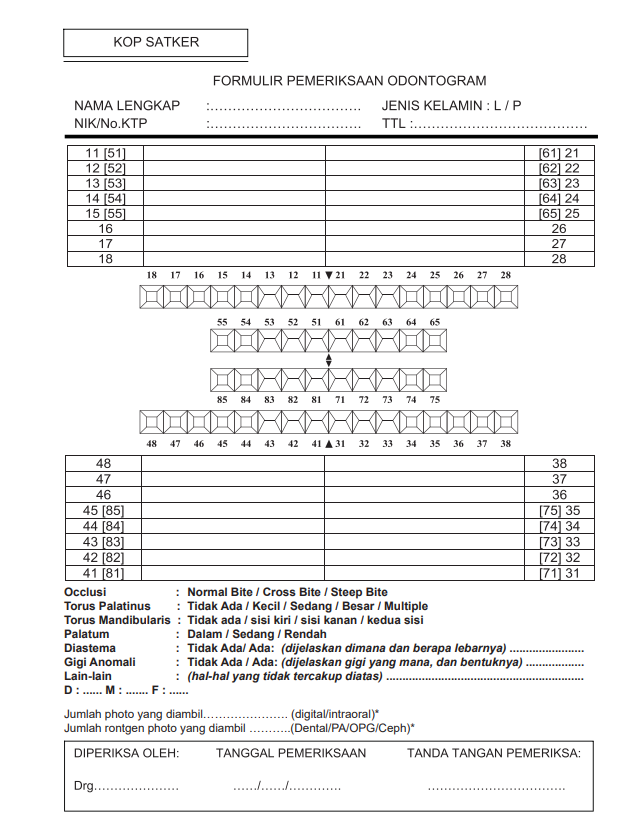 KOP SATKER
FORMULIR PEMERIKSAAN ODONTOGRAM
NAMA LENGKAP :................................. JENIS KELAMIN : L / P
NIK/No.KTP :................................. TTL :......................................
11 [51] [61] 21
12 [52] [62] 22
13 [53] [63] 23
14 [54] [64] 24
15 [55] [65] 25
16 26
17 27
18 28
18 17 16 15 14 13 12 11 21 22 23 24 25 26 27 28
55 54 53 52 51 61 62 63 64 65
85 84 83 82 81 71 72 73 74 75
48 47 46 45 44 43 42 41 31 32 33 34 35 36 37 38
48 38
47 37
46 36
45 [85] [75] 35
44 [84] [74] 34
43 [83] [73] 33
42 [82] [72] 32
41 [81] [71] 31
Occlusi : Normal Bite / Cross Bite / Steep Bite
Torus Palatinus : Tidak Ada / Kecil / Sedang / Besar / Multiple
Torus Mandibularis : Tidak ada / sisi kiri / sisi kanan / kedua sisi
Palatum : Dalam / Sedang / Rendah
Diastema : Tidak Ada/ Ada: (dijelaskan dimana dan berapa lebarnya) ......................
Gigi Anomali : Tidak Ada / Ada: (dijelaskan gigi yang mana, dan bentuknya) .................
Lain-lain : (hal-hal yang tidak tercakup diatas) ...........................................................
D : ...... M : ....... F : ......
Jumlah photo yang diambil..................... (digital/intraoral)*
Jumlah rontgen photo yang diambil ...........(Dental/PA/OPG/Ceph)*
DIPERIKSA OLEH: TANGGAL PEMERIKSAAN TANDA TANGAN PEMERIKSA:
Drg..................... ....../....../............. .................................